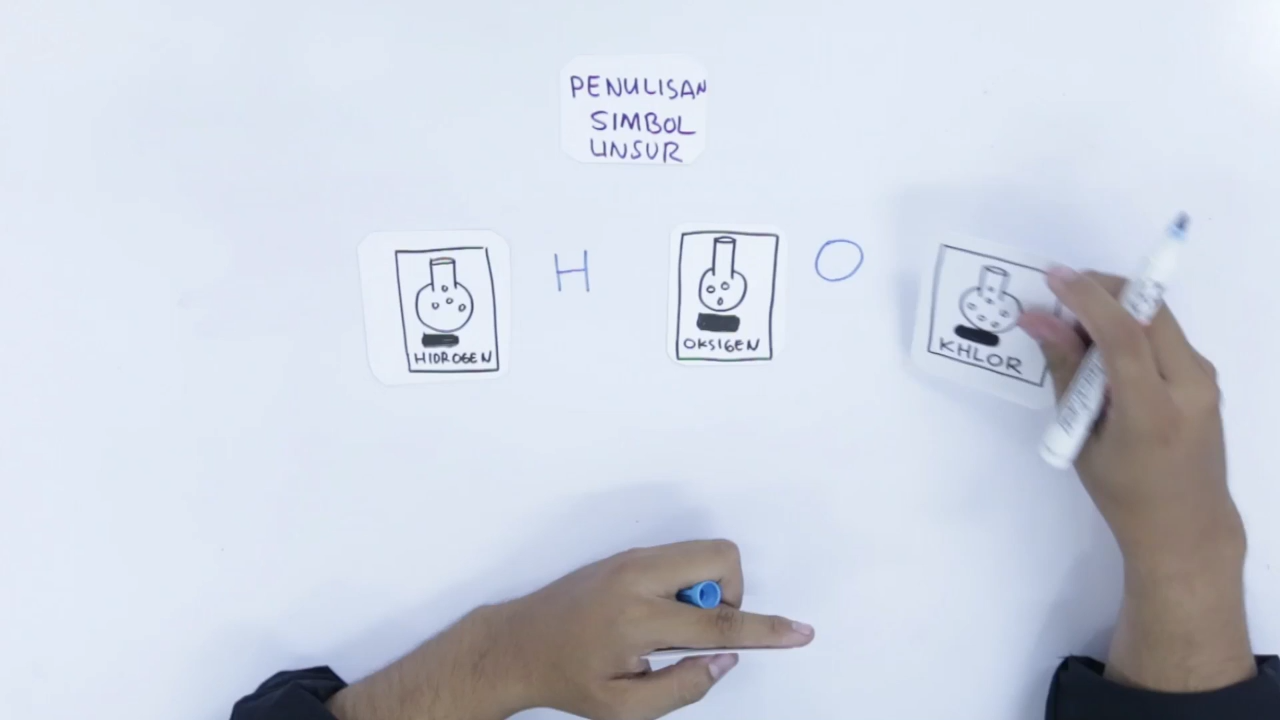 PENULISAN
SIMBOL
UNSUR
HIDROGEN
H
OKSIGEN
O
KHLOR